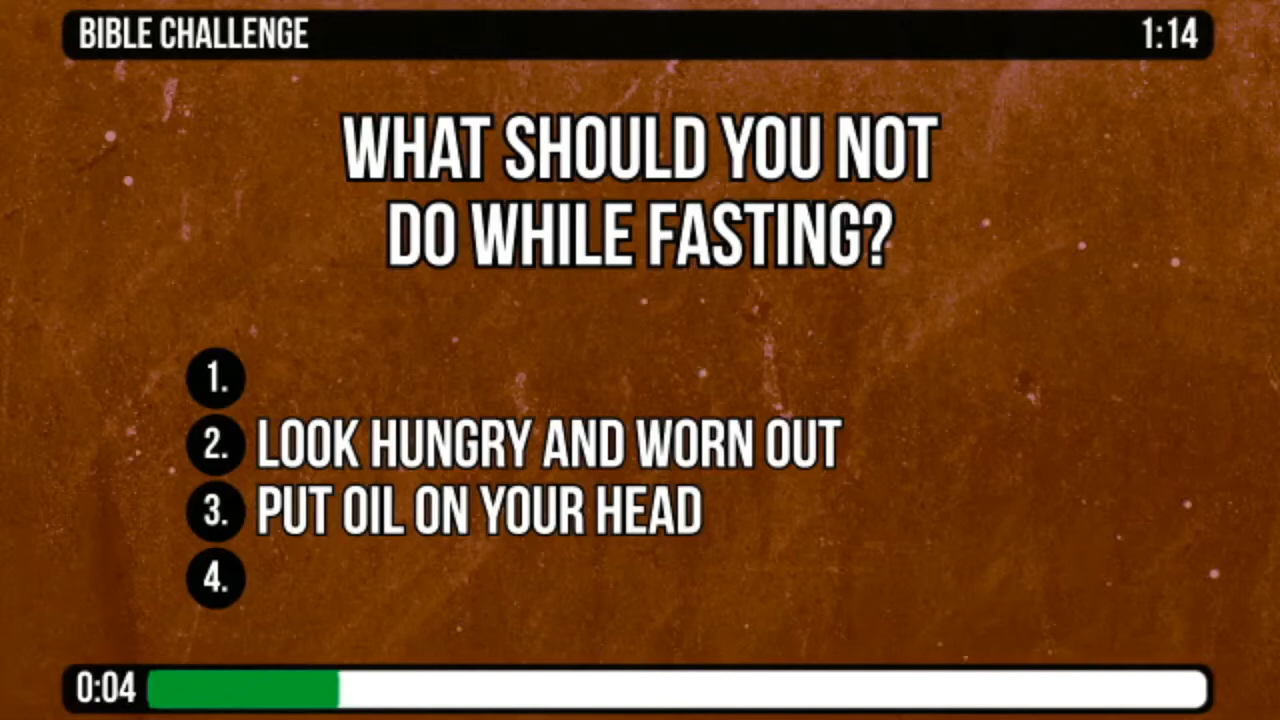 BIBLE CHALLENGE 1:14
WHAT SHOULD YOU NOT
DO WHILE FASTING?
1.
2. LOOK HUNGRY AND WORN OUT
3. PUT OIL ON YOUR HEAD
4.
0:04